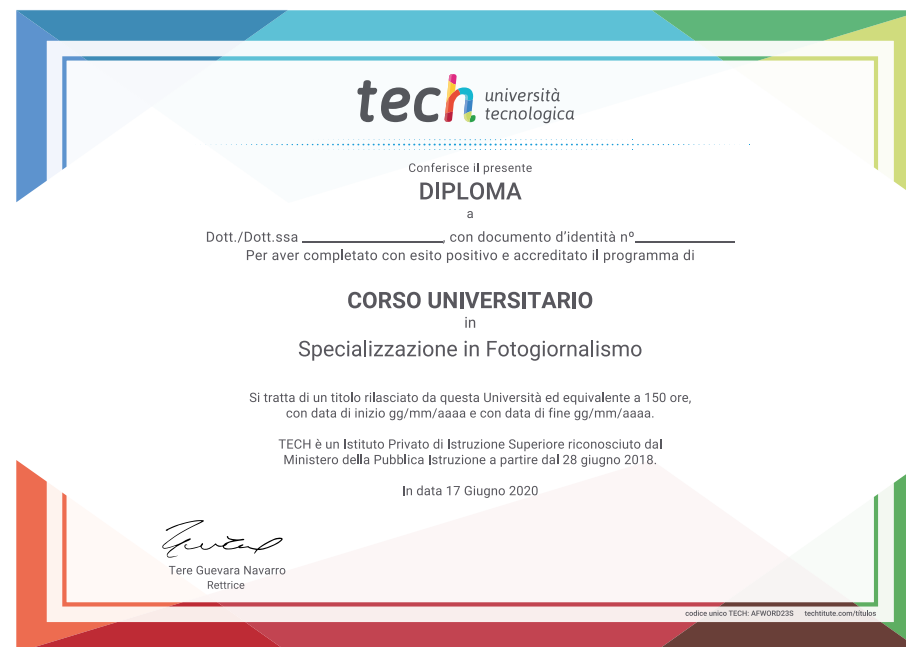 tech università
tecnologica
Conferisce il presente
DIPLOMA
a
Dott./Dott.ssa ____________________, con documento d'identità nº______________
Per aver completato con esito positivo e accreditato il programma di
CORSO UNIVERSITARIO
in
Specializzazione in Fotogiornalismo
Si tratta di un titolo rilasciato da questa Università ed equivalente a 150 ore,
con data di inizio gg/mm/aaaa e con data di fine gg/mm/aaaa.
TECH è un Istituto Privato di Istruzione Superiore riconosciuto dal
Ministero della Pubblica Istruzione a partire dal 28 giugno 2018.
In data 17 Giugno 2020
Tere Guevara Navarro
Rettrice
codice unico TECH: AFWORD23S techtitute.com/títulos